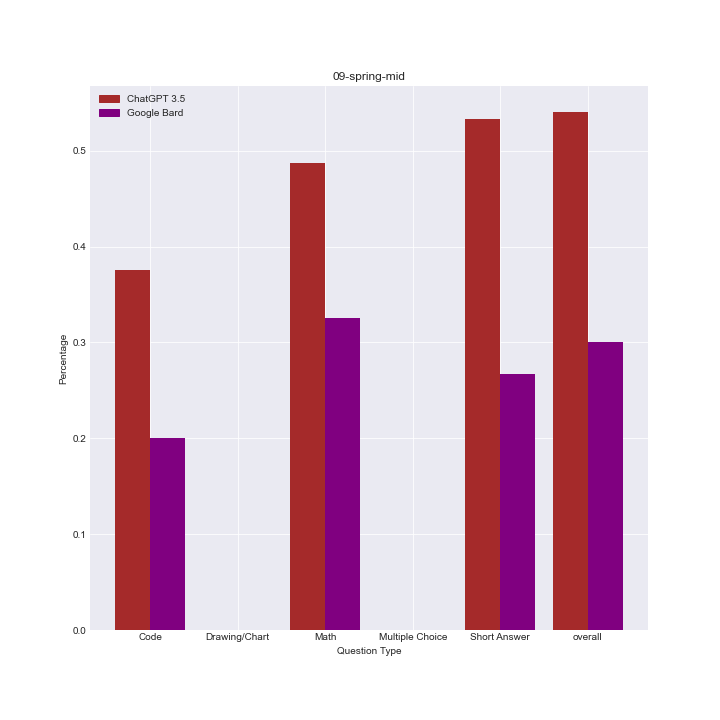 09-spring-mid
ChatGPT 3.5
Google Bard
0.5
0.4
0.3
0.2
0.1
0.0
Percentage
Code Drawing/Chart Math Multiple Choice Short Answer overall
Question Type